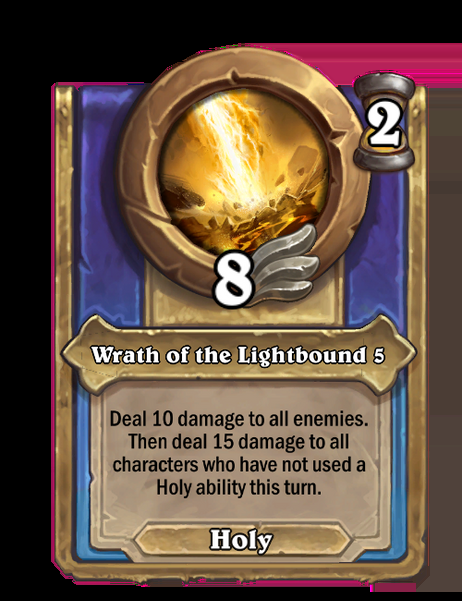 2
8
Wrath of the Lightbound 5
Deal 10 damage to all enemies.
Then deal 15 damage to all
characters who have not used a
Holy ability this turn.
Holy